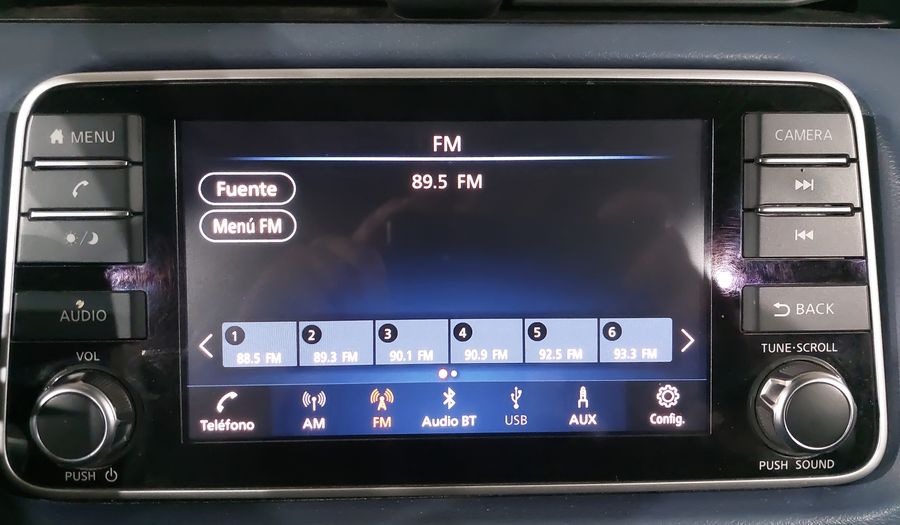 MENU
AUDIO
VOL
PUSH
FM
89.5 FM
Fuente
Menú FM
1 2 3 4 5 6
88.5 FM 89.3 FM 90.1 FM 90.9 FM 92.5 FM 93.3 FM
Teléfono AM FM Audio BT USB AUX Config.
CAMERA
BACK
TUNE·SCROLL
PUSH SOUND